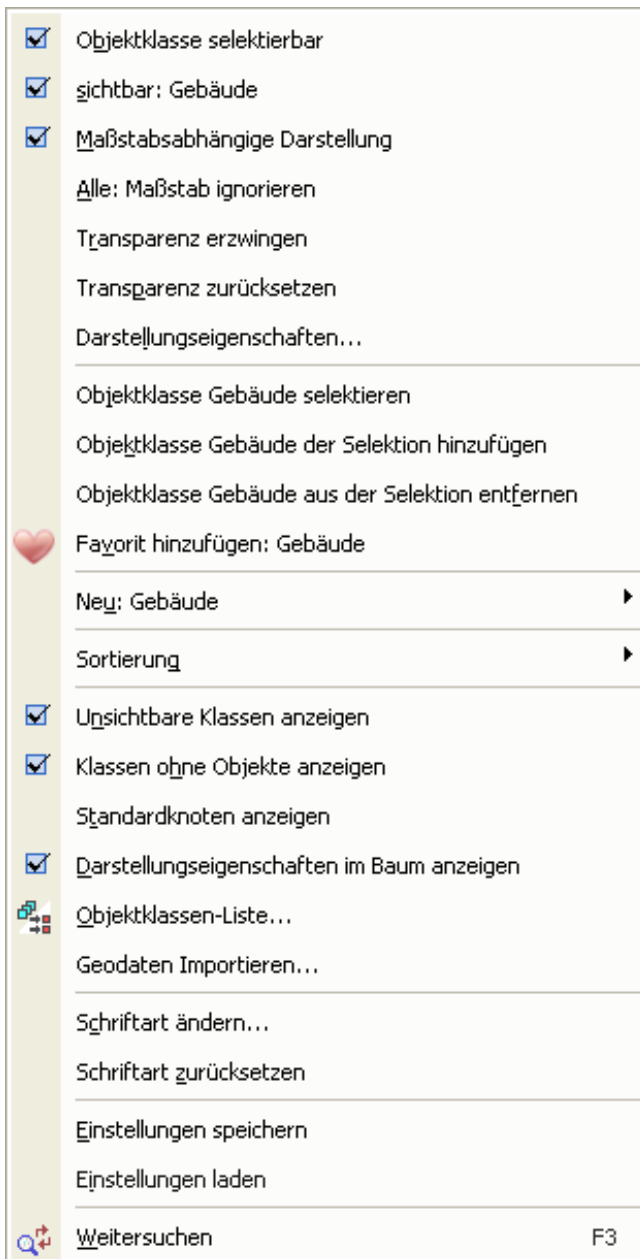 Objektklasse selektierbar
sichtbar: Gebäude
Maßstabsabhängige Darstellung
Alle: Maßstab ignorieren
Transparenz erzwingen
Transparenz zurücksetzen
Darstellungseigenschaften...
Objektklasse Gebäude selektieren
Objektklasse Gebäude der Selektion hinzufügen
Objektklasse Gebäude aus der Selektion entfernen
Favorit hinzufügen: Gebäude
Neu: Gebäude
Sortierung
Unsichtbare Klassen anzeigen
Klassen ohne Objekte anzeigen
Standardknoten anzeigen
Darstellungseigenschaften im Baum anzeigen
Objektklassen-Liste...
Geodaten Importieren...
Schriftart ändern...
Schriftart zurücksetzen
Einstellungen speichern
Einstellungen laden
Weitersuchen F3